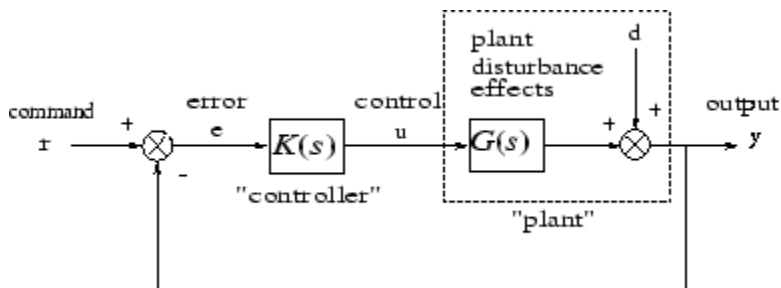 plant
disturbance
effects
d
command
r
+
-
error
e
K(s)
"controller"
control
u
G(s)
+
+
"plant"
output
y